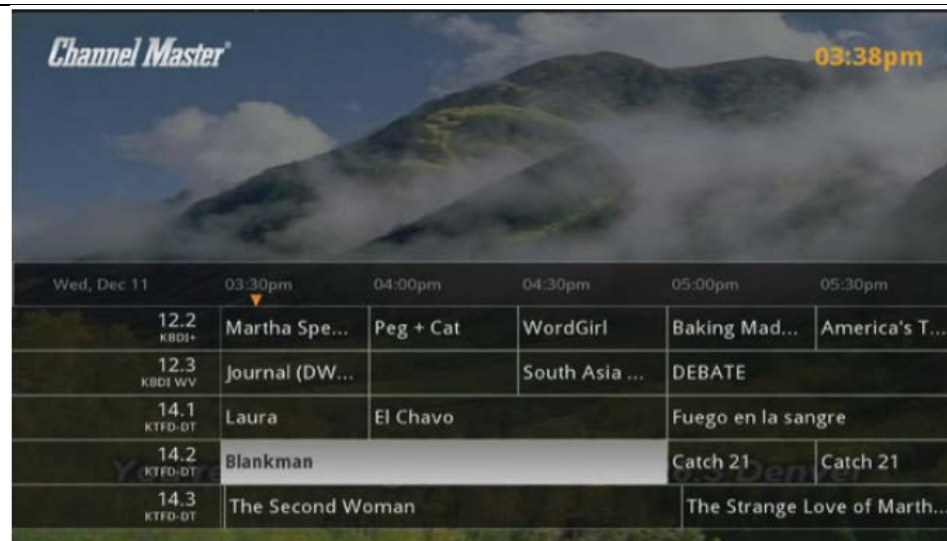 Channel Master®
03:38pm
Wed, Dec 11 03:30pm 04:00pm 04:30pm 05:00pm 05:30pm
12.2 KBDI+ Martha Spe... Peg + Cat WordGirl Baking Mad... America's T...
12.3 KBDI WV Journal (DW... South Asia ... DEBATE
14.1 KTFD-DT Laura El Chavo Fuego en la sangre
14.2 KTFD-DT Blankman Catch 21 Catch 21
14.3 KTFD-DT The Second Woman The Strange Love of Marth...